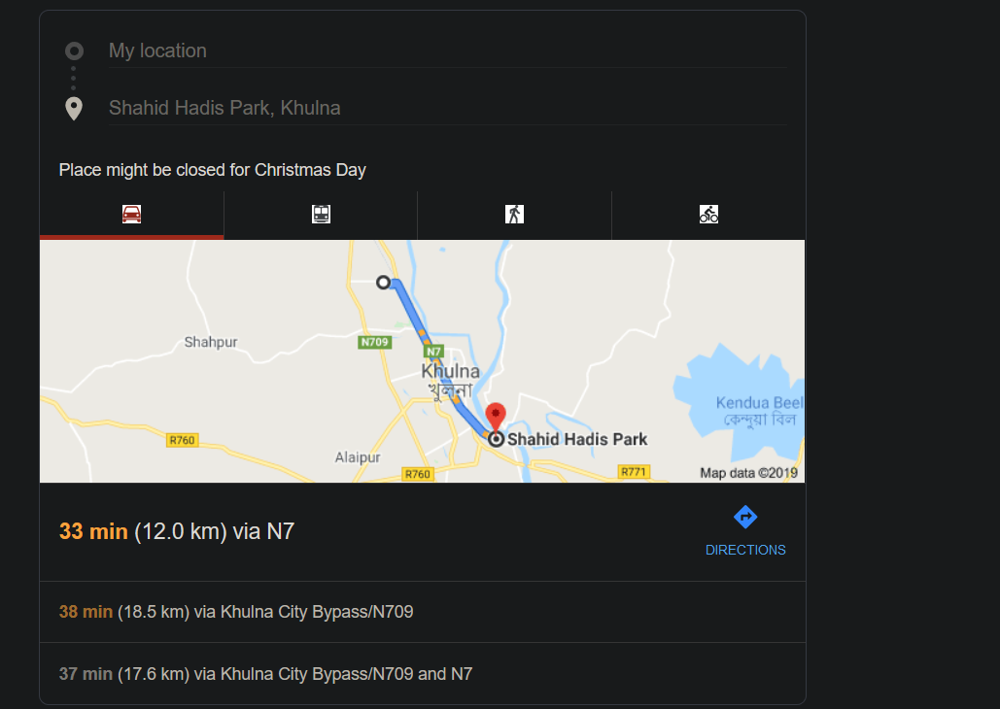 My location
Shahid Hadis Park, Khulna
Place might be closed for Christmas Day
Shahpur
N709
N7
Khulna
খুলনা
Kendua Beel
কেন্দুয়া বিল
R760
Shahid Hadis Park
Alaipur
R760
R771
Map data ©2019
33 min (12.0 km) via N7
DIRECTIONS
38 min (18.5 km) via Khulna City Bypass/N709
37 min (17.6 km) via Khulna City Bypass/N709 and N7